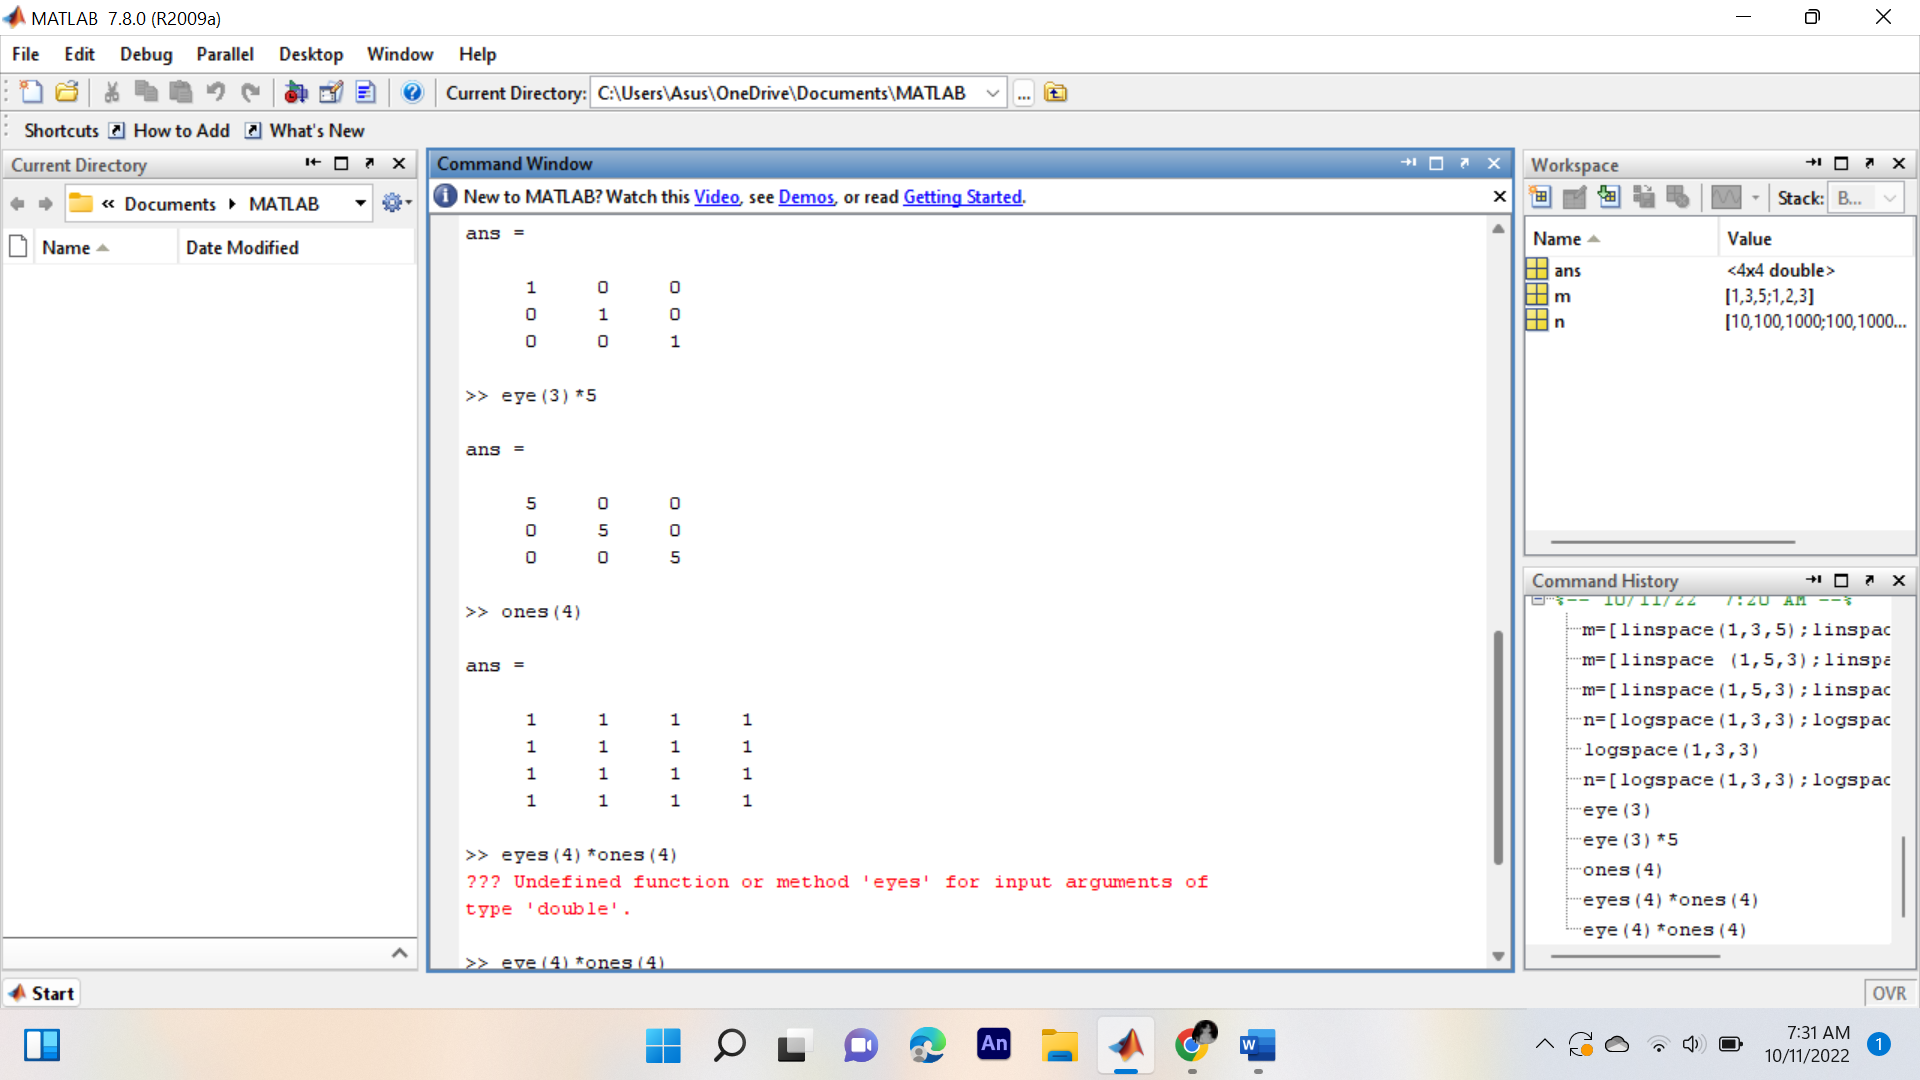 MATLAB 7.8.0 (R2009a)
File Edit Debug Parallel Desktop Window Help
Current Directory: C:\Users\Asus\OneDrive\Documents\MATLAB ...
Shortcuts How to Add What's New
Current Directory
« Documents MATLAB
Name Date Modified
Command Window
New to MATLAB? Watch this Video, see Demos, or read Getting Started.
ans =
1 0 0
0 1 0
0 0 1
>> eye(3)*5
ans =
5 0 0
0 5 0
0 0 5
>> ones(4)
ans =
1 1 1 1
1 1 1 1
1 1 1 1
1 1 1 1
>> eyes(4)*ones(4)
??? Undefined function or method 'eyes' for input arguments of
type 'double'.
>> eye(4)*ones(4)
Workspace
Stack: B...
Name Value
ans <4x4 double>
m [1,3,5;1,2,3]
n [10,100,1000;100,1000...
Command History
%-- 10/11/22 7:20 AM --%
m=[linspace(1,3,5);linspac
m=[linspace (1,5,3);linspa
m=[linspace(1,5,3);linspac
n=[logspace(1,3,3);logspac
logspace(1,3,3)
n=[logspace(1,3,3);logspac
eye(3)
eye(3)*5
ones(4)
eyes(4)*ones(4)
eye(4)*ones(4)
Start
OVR
An
W
7:31 AM
10/11/2022
1